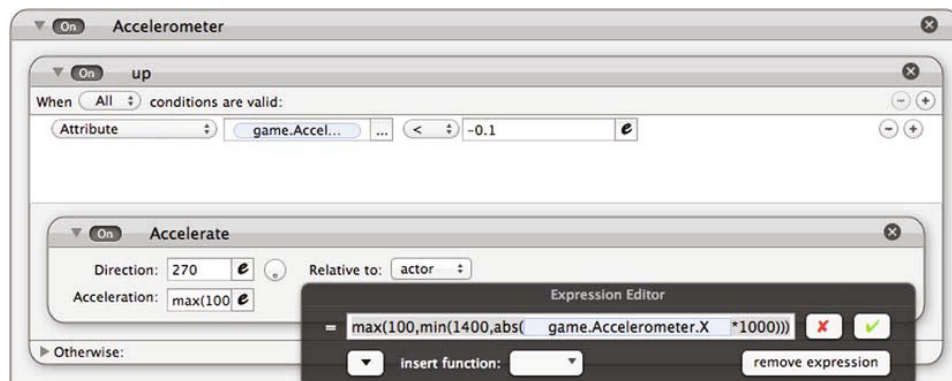 On Accelerometer
On up
When All conditions are valid:
Attribute game.Accel... ... < -0.1 e
On Accelerate
Direction: 270 e Relative to: actor
Acceleration: max(100 e
Expression Editor
= max(100,min(1400,abs( game.Accelerometer.X *1000)))
Otherwise:
insert function: remove expression